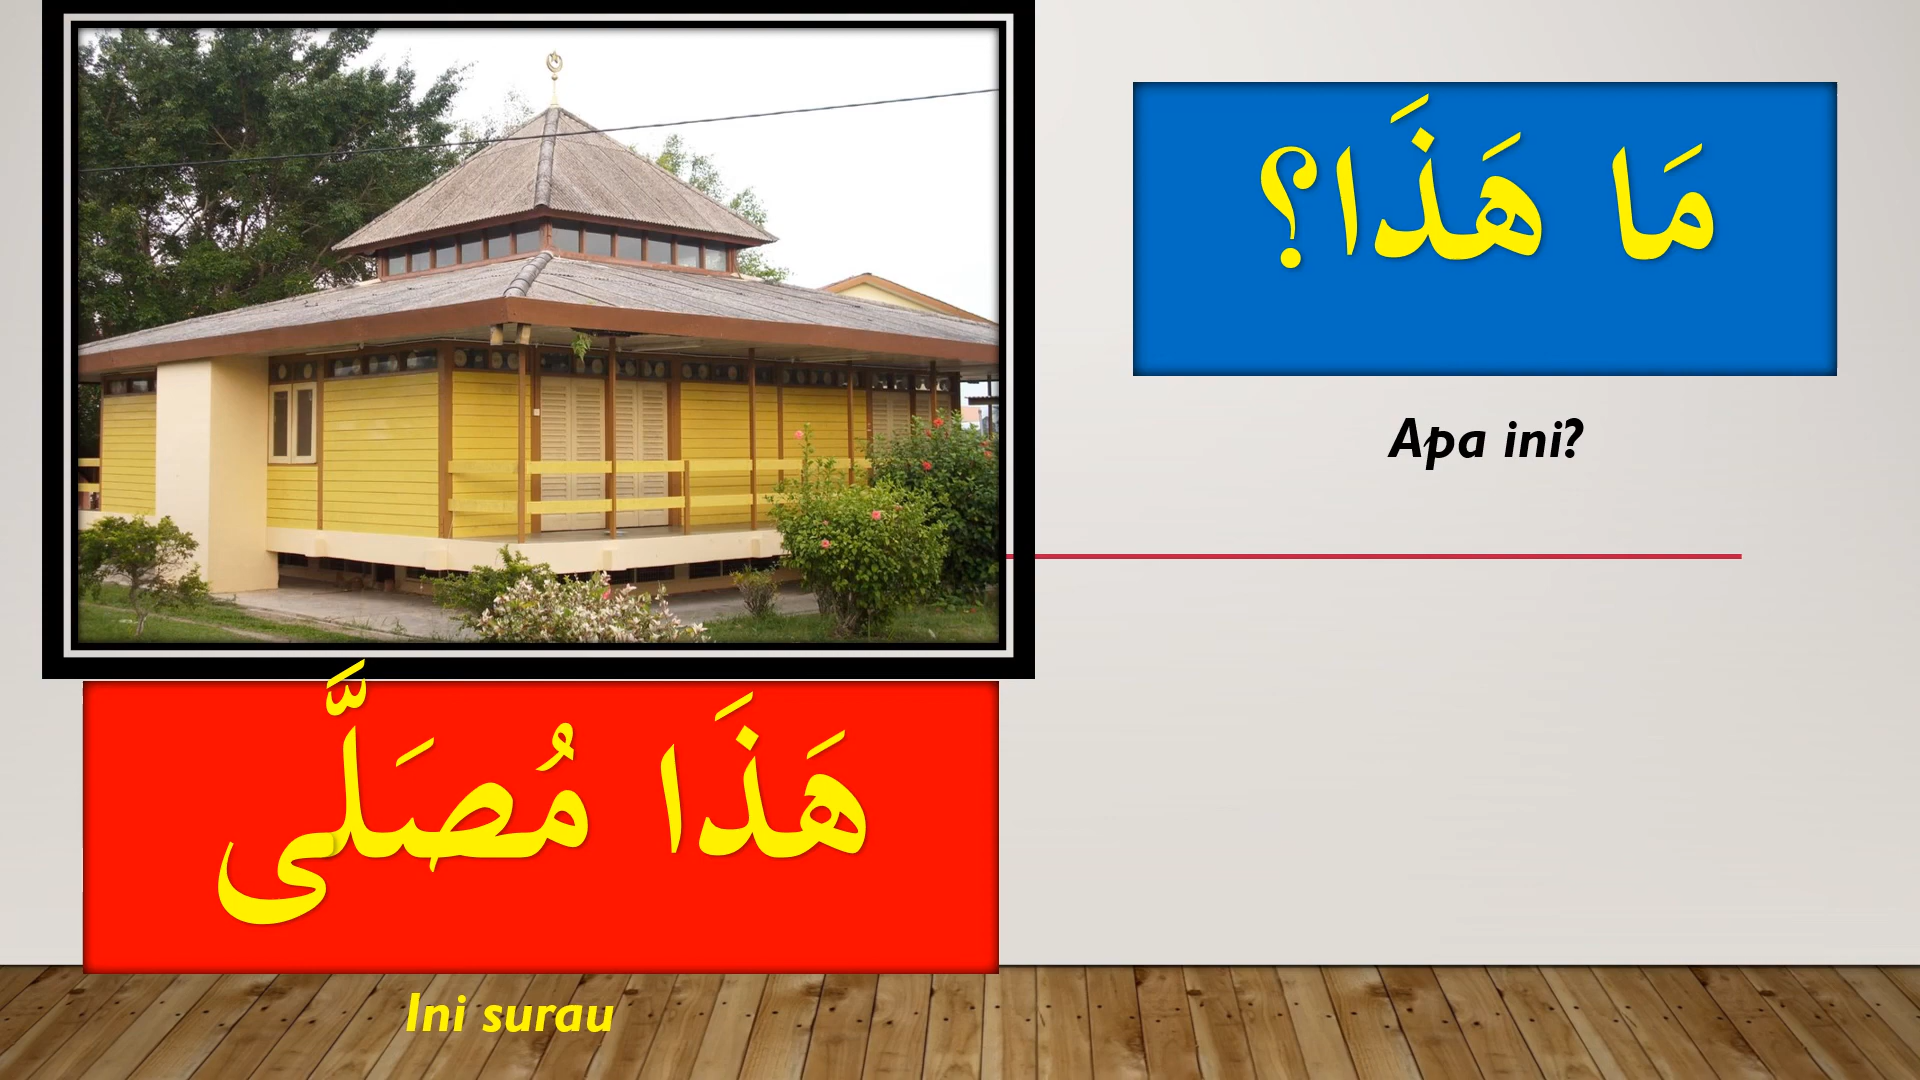 مَا هَذَا؟
Apa ini?
هَذَا مُصَلَّى
Ini surau